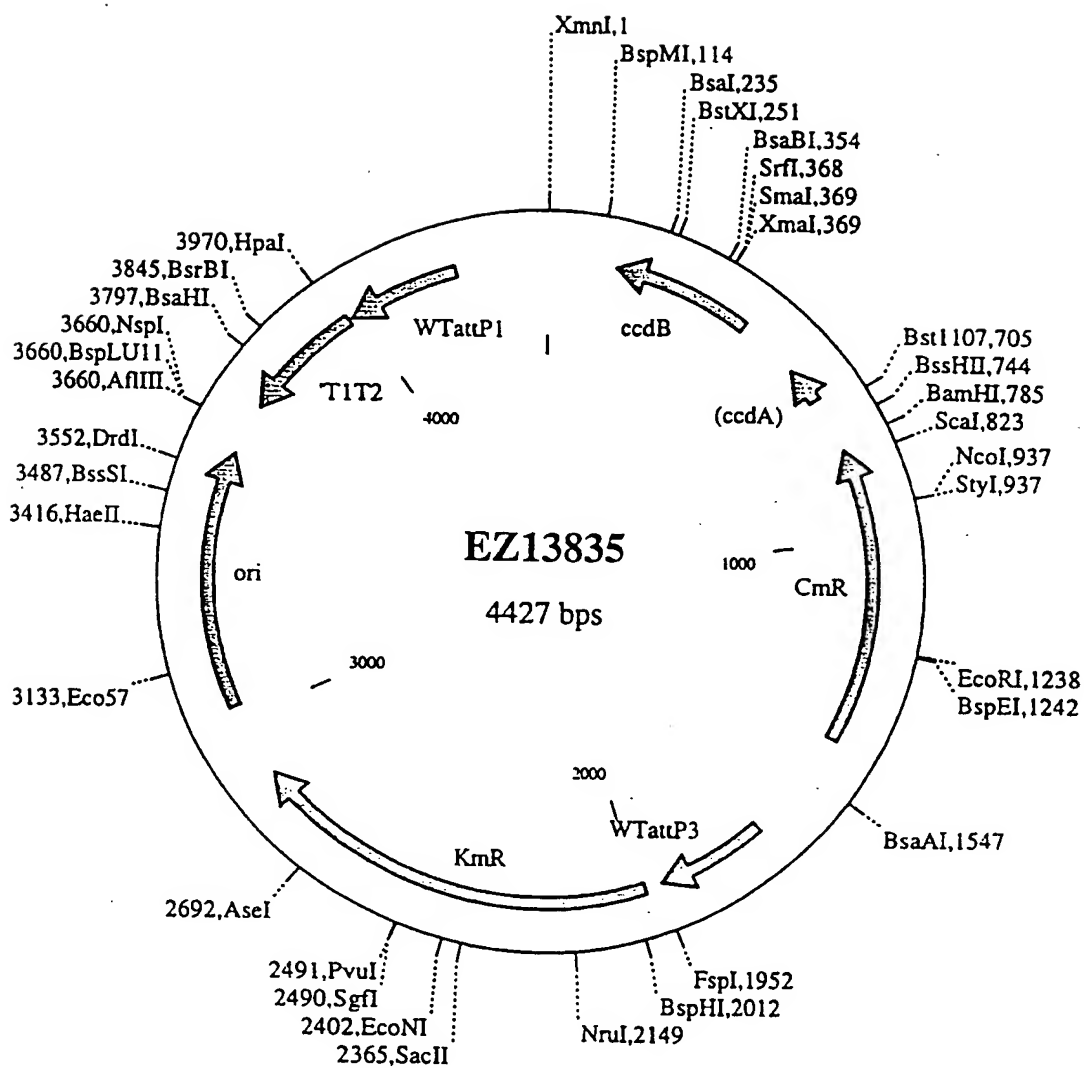 XmnI,1
BspMI,114
BsaI,235
BstXI,251
BsaBI,354
SrfI,368
SmaI,369
XmaI,369
3970,HpaI
3845,BsrBI
3797,BsaHI
3660,NspI
3660,BspLU11
3660,AflIII
3552,DrdI
3487,BssSI
3416,HaeII
3133,Eco57
WTattP1
T1T2
4000
ccdB
(ccdA)
Bst1107,705
BssHII,744
BamHI,785
ScaI,823
NcoI,937
StyI,937
EZ13835
4427 bps
ori
1000
CmR
3000
EcoRI,1238
BspEI,1242
2000
WTattP3
KmR
BsaAI,1547
2692,AseI
2491,PvuI
2490,SgfI
2402,EcoNI
2365,SacII
FspI,1952
BspHI,2012
NruI,2149